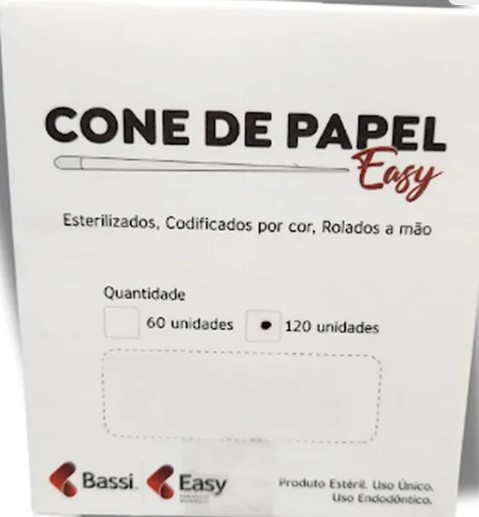 CONE DE PAPEL
Easy
Esterilizados, Codificados por cor, Rolados a mão
Quantidade
60 unidades 120 unidades
Bassi Easy
Produto Estéril. Uso Único.
Uso Endodôntico.